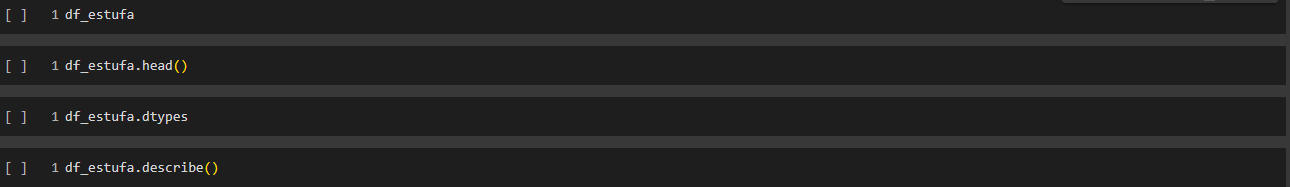 [ ] 1 df_estufa
[ ] 1 df_estufa.head()
[ ] 1 df_estufa.dtypes
[ ] 1 df_estufa.describe()